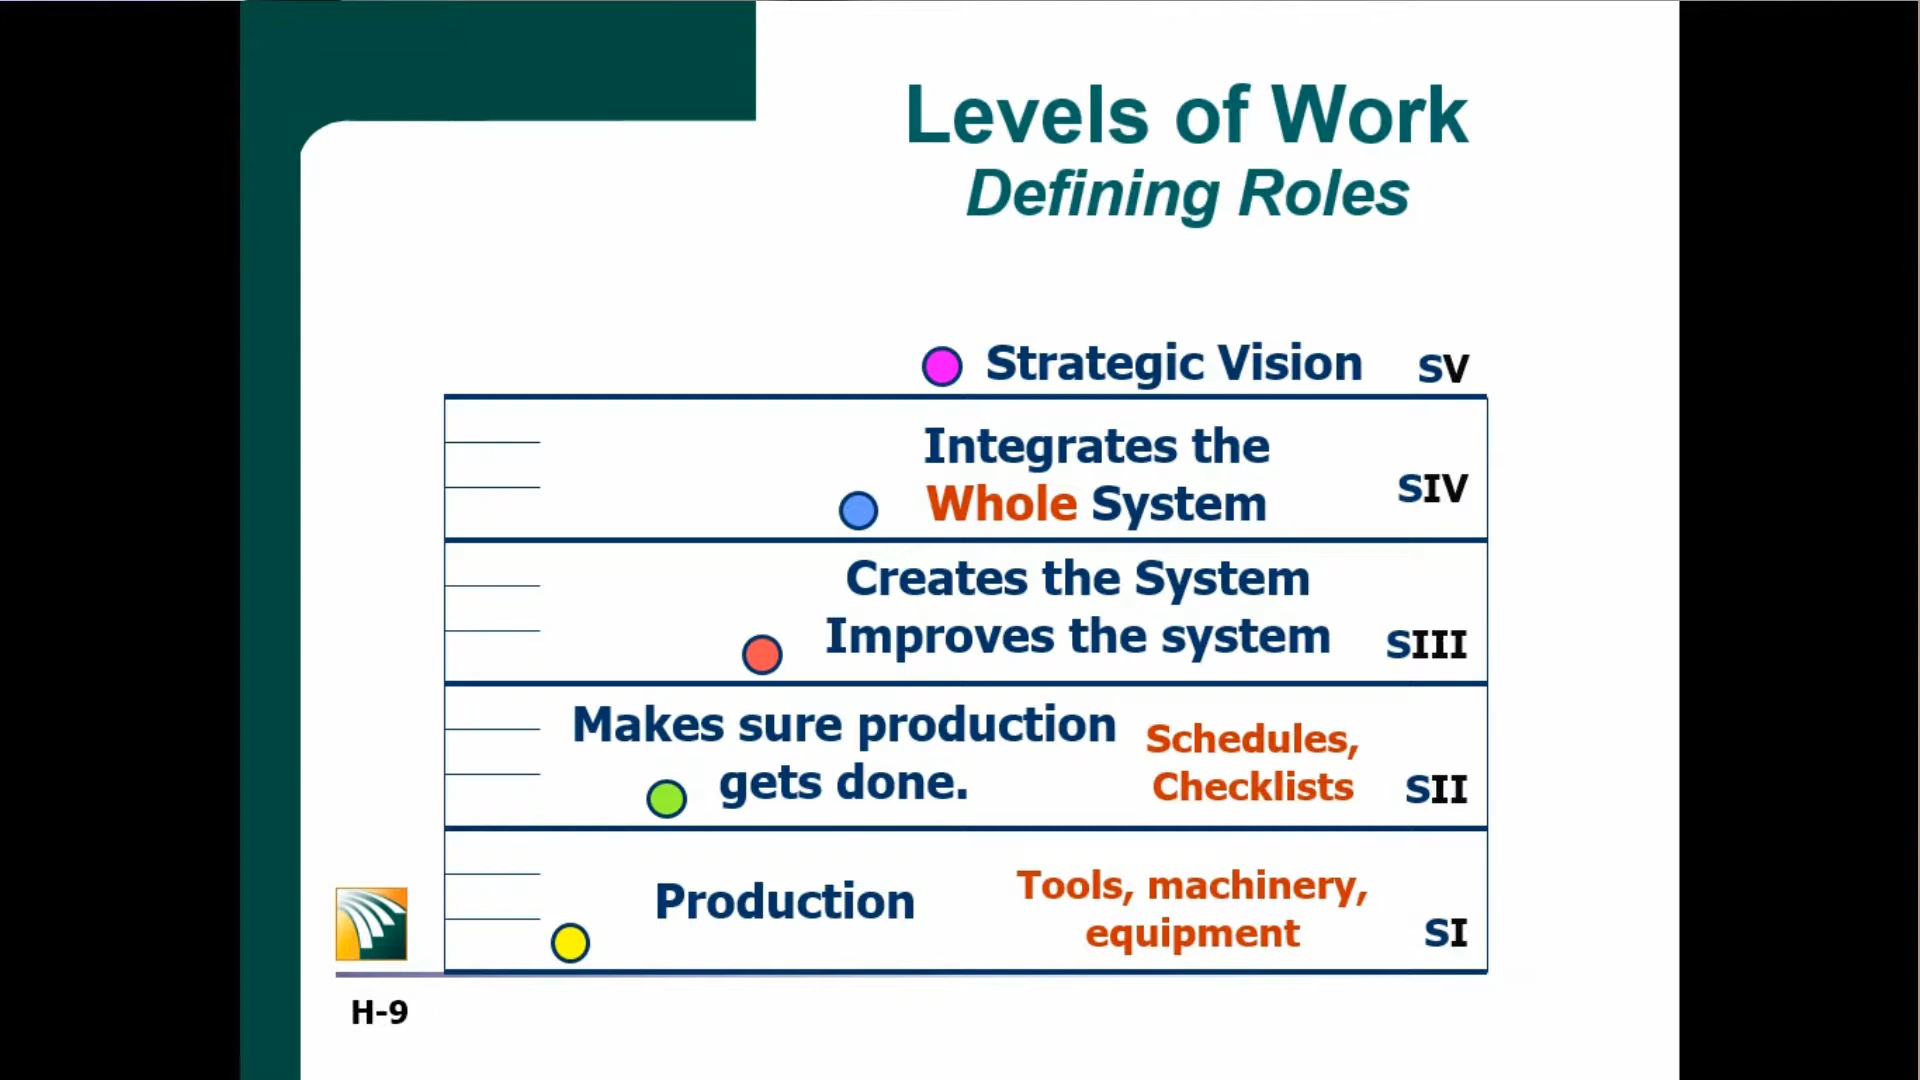 Levels of Work
Defining Roles
Strategic Vision SV
Integrates the
Whole System
SIV
Creates the System
Improves the system
SIII
Makes sure production
gets done.
Schedules,
Checklists
SII
Production
Tools, machinery,
equipment
SI
H-9